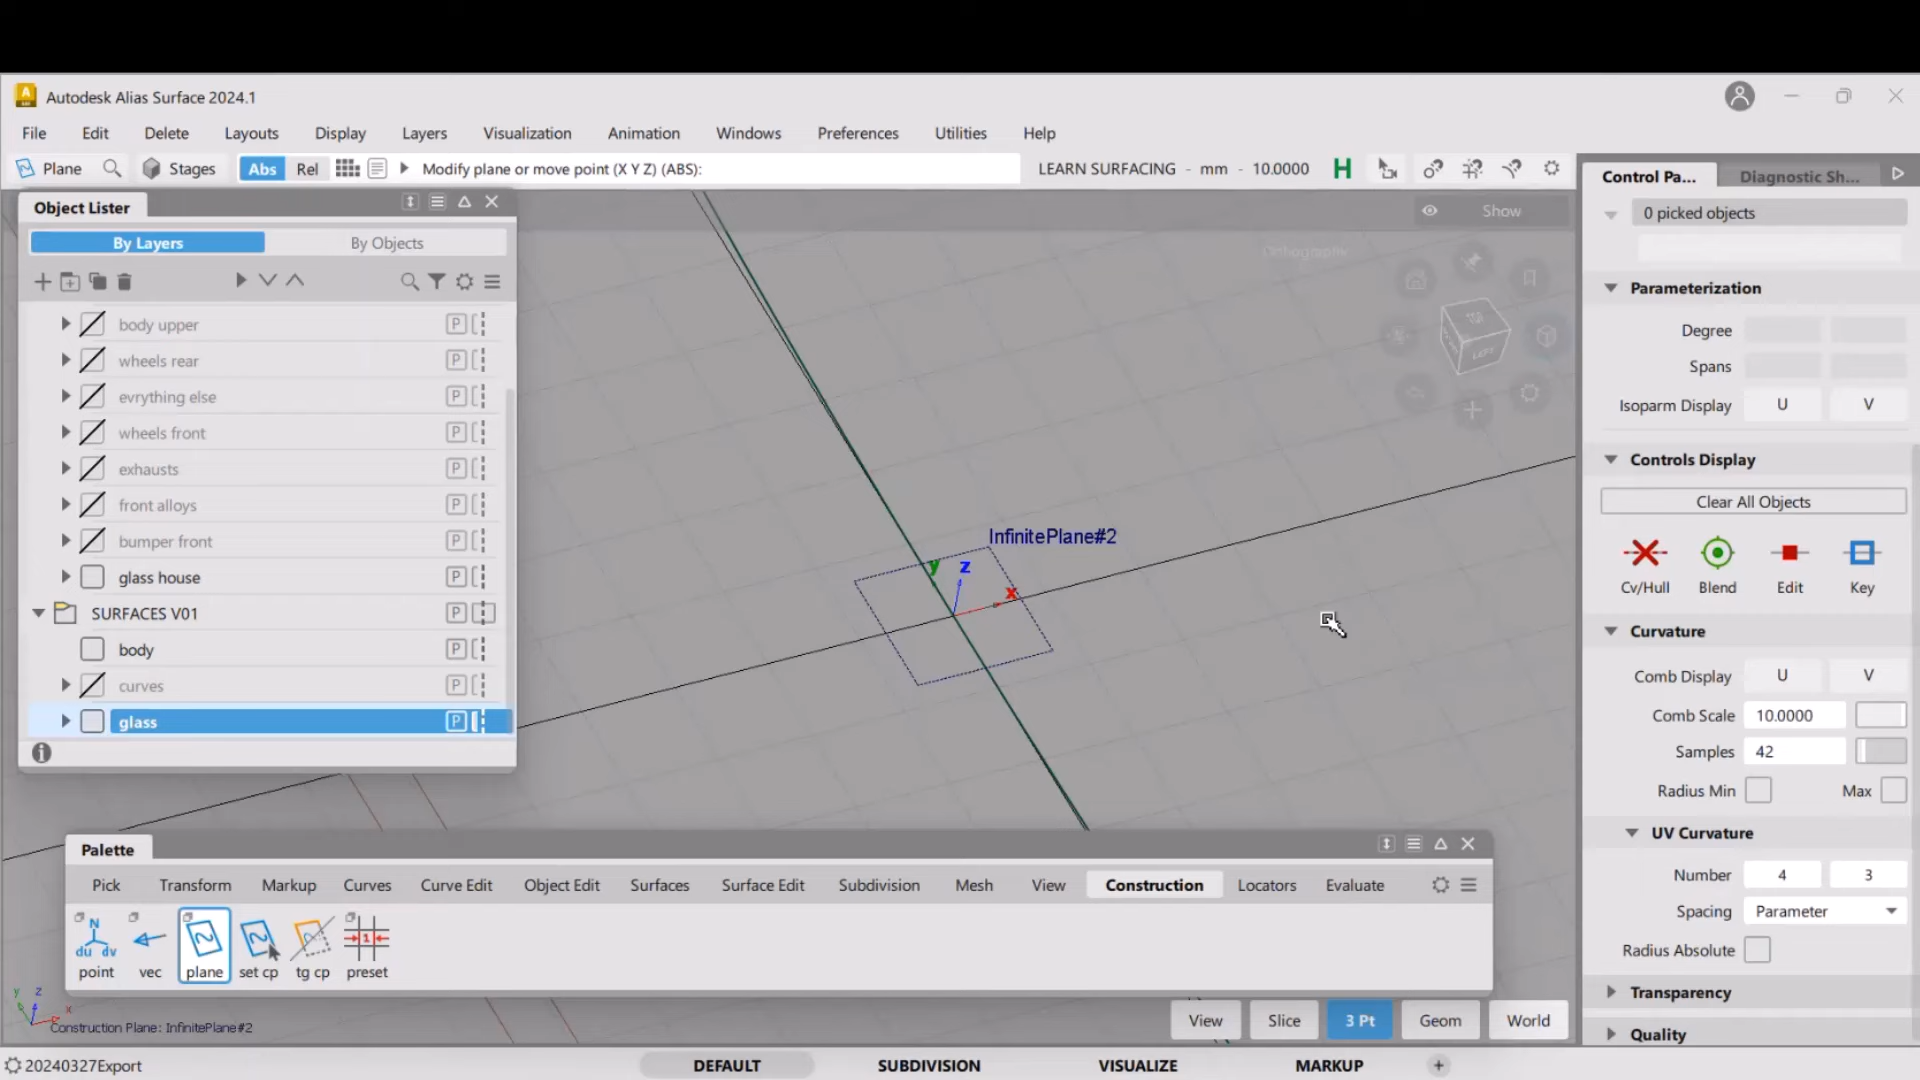 Autodesk Alias Surface 2024.1
File Edit Delete Layouts Display Layers Visualization Animation Windows Preferences Utilities Help
Plane Stages Abs Rel Modify plane or move point (X Y Z) (ABS): LEARN SURFACING - mm - 10.0000 H
Control Pa... Diagnostic Sh...
Object Lister
Show
0 picked objects
By Layers By Objects
Orthographic
Parameterization
body upper P
TOP
LEFT
Degree
wheels rear P
Spans
evrything else P
Isoparm Display U V
wheels front P
Controls Display
exhausts P
Clear All Objects
front alloys P
bumper front P
InfinitePlane#2
y z x
Cv/Hull Blend Edit Key
glass house P
SURFACES V01 P
Curvature
body P
Comb Display U V
curves P
Comb Scale 10.0000
glass P
Samples 42
Radius Min Max
UV Curvature
Palette
Number 4 3
Pick Transform Markup Curves Curve Edit Object Edit Surfaces Surface Edit Subdivision Mesh View Construction Locators Evaluate
Spacing Parameter
N
du dv
1
Radius Absolute
point vec plane set cp tg cp preset
Transparency
y z x
Construction Plane: InfinitePlane#2
View Slice 3 Pt Geom World
Quality
20240327Export
DEFAULT SUBDIVISION VISUALIZE MARKUP +